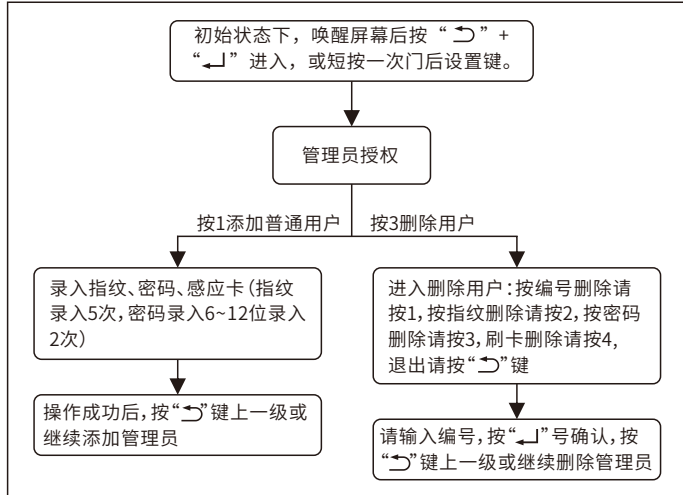 初始状态下，唤醒屏幕后按“⮌”+
“↵”进入，或短按一次门后设置键。
管理员授权
按1添加普通用户
按3删除用户
录入指纹、密码、感应卡(指纹
录入5次，密码录入6~12位录入
2次)
进入删除用户：按编号删除请
按1，按指纹删除请按2，按密码
删除请按3，刷卡删除请按4，
退出请按“⮌”键
操作成功后，按“⮌”键上一级或
继续添加管理员
请输入编号，按“↵”号确认，按
“⮌”键上一级或继续删除管理员